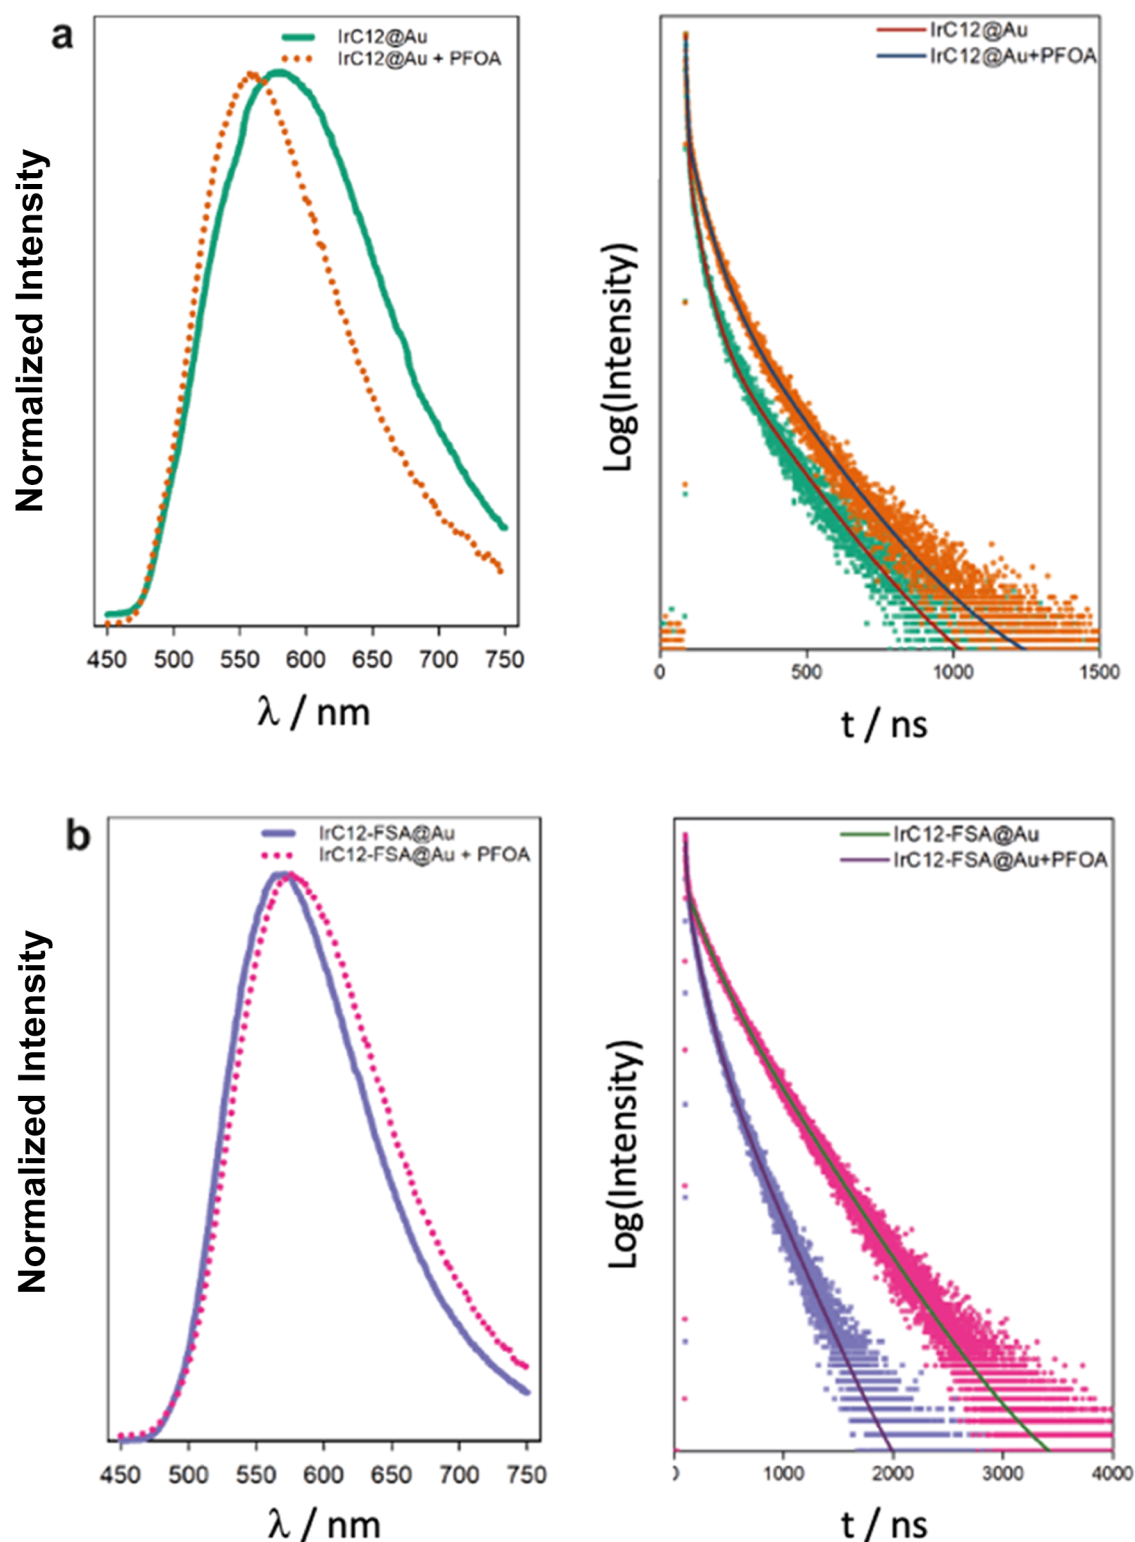 a
IrC12@Au
IrC12@Au + PFOA
Normalized Intensity
450 500 550 600 650 700 750
λ / nm
IrC12@Au
IrC12@Au+PFOA
Log(Intensity)
0 500 1000 1500
t / ns
b
IrC12-FSA@Au
IrC12-FSA@Au + PFOA
Normalized Intensity
450 500 550 600 650 700 750
λ / nm
IrC12-FSA@Au
IrC12-FSA@Au+PFOA
Log(Intensity)
0 1000 2000 3000 4000
t / ns